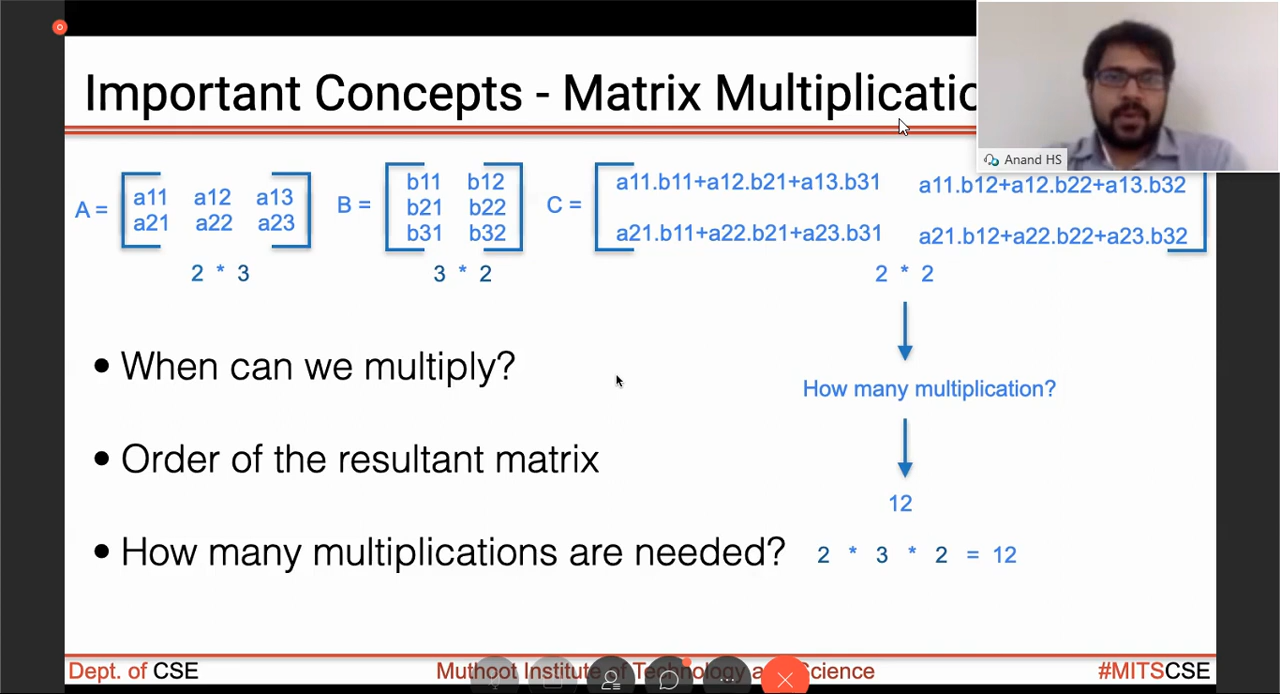 Important Concepts - Matrix Multiplicatio
Anand HS
A =
a11 a12 a13
a21 a22 a23
2 * 3
B =
b11 b12
b21 b22
b31 b32
3 * 2
C =
a11.b11+a12.b21+a13.b31 a11.b12+a12.b22+a13.b32
a21.b11+a22.b21+a23.b31 a21.b12+a22.b22+a23.b32
2 * 2
How many multiplication?
12
• When can we multiply?
• Order of the resultant matrix
• How many multiplications are needed? 2 * 3 * 2 = 12
Dept. of CSE Muthoot Institute of Technology and Science #MITSCSE